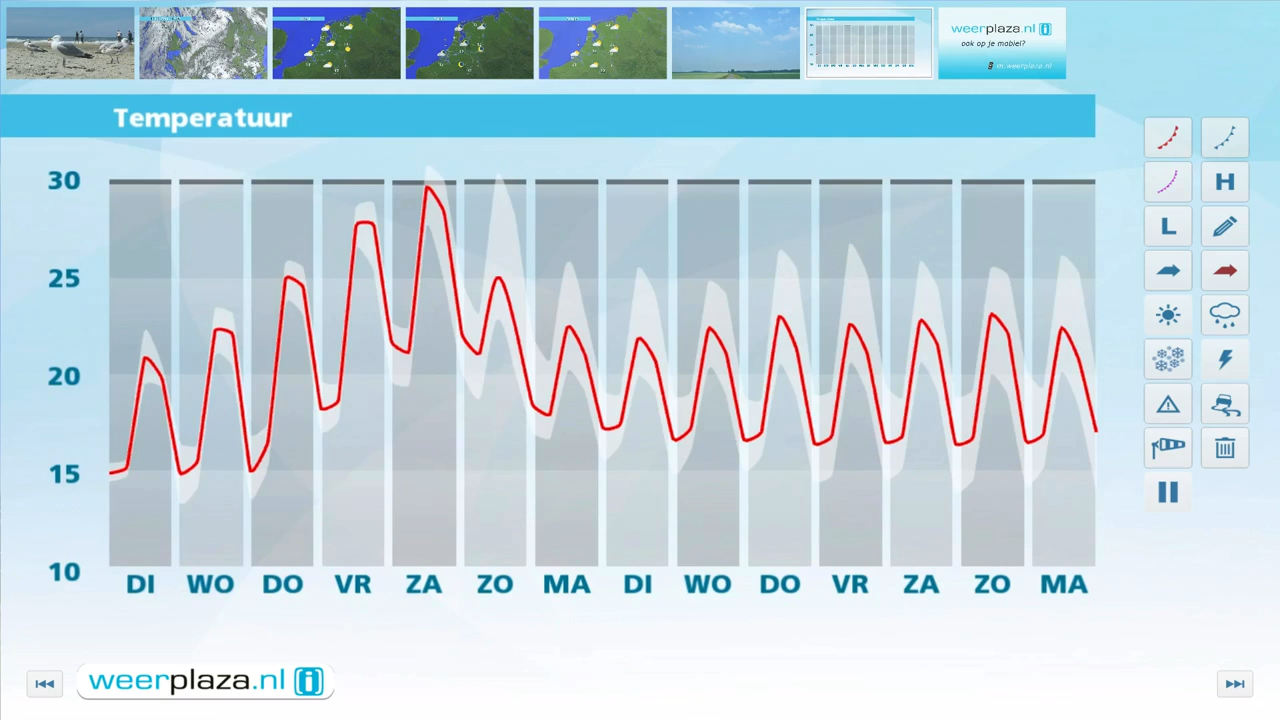 weerplaza.nl
ook op je mobiel?
m.weerplaza.nl
Temperatuur
30
25
20
15
10
DI WO DO VR ZA ZO MA DI WO DO VR ZA ZO MA
H
L
weerplaza.nl